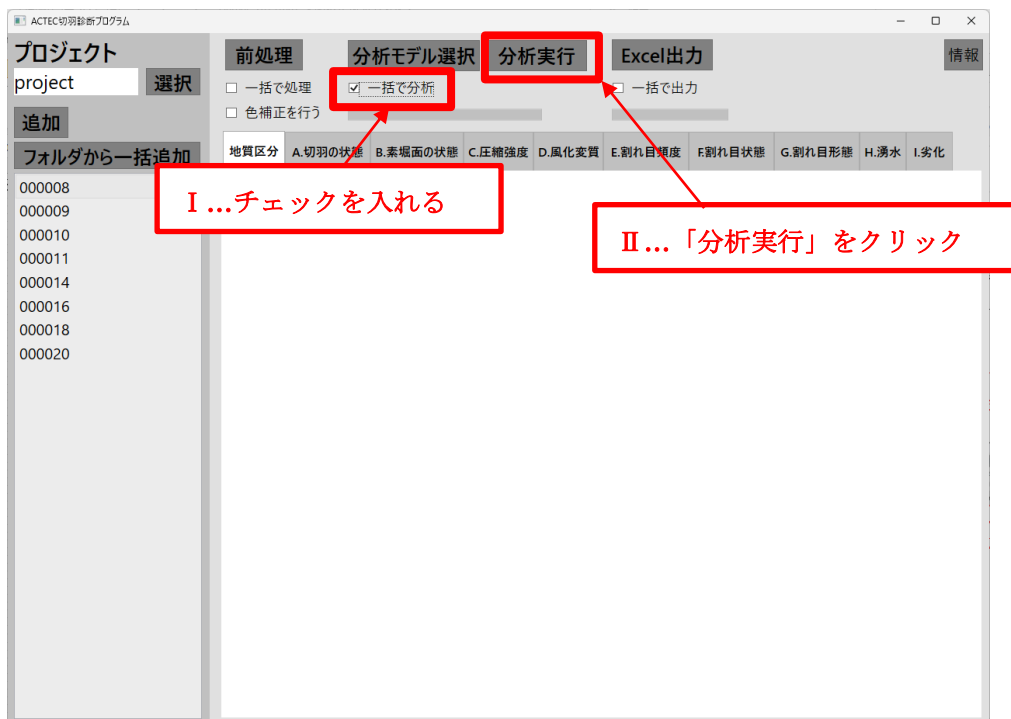 ACTEC切羽診断プログラム
プロジェクト
project 選択
追加
フォルダから一括追加
000008
000009
000010
000011
000014
000016
000018
000020
前処理 分析モデル選択 分析実行 Excel出力 情報
一括で処理 一括で分析 一括で出力
色補正を行う
地質区分 A.切羽の状態 B.素堀面の状態 C.圧縮強度 D.風化変質 E.割れ目頻度 F.割れ目状態 G.割れ目形態 H.湧水 I.劣化
Ⅰ…チェックを入れる
Ⅱ…「分析実行」をクリック